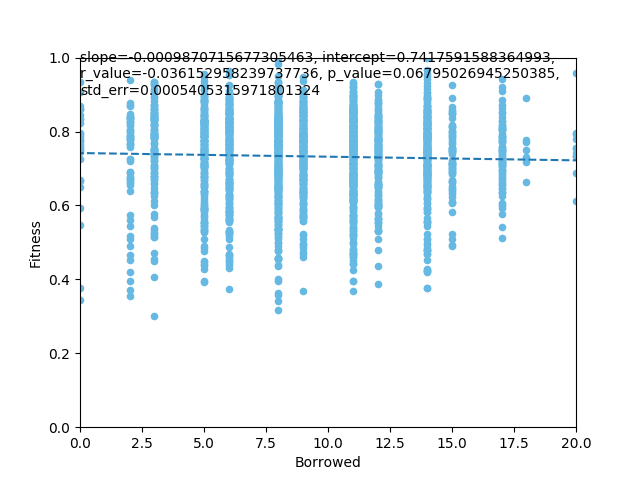 slope=-0.0009870715677305463, intercept=0.7417591588364993,
r_value=-0.036152958239737736, p_value=0.06795026945250385,
std_err=0.0005405315971801324
1.0
0.8
0.6
0.4
0.2
0.0
Fitness
0.0 2.5 5.0 7.5 10.0 12.5 15.0 17.5 20.0
Borrowed